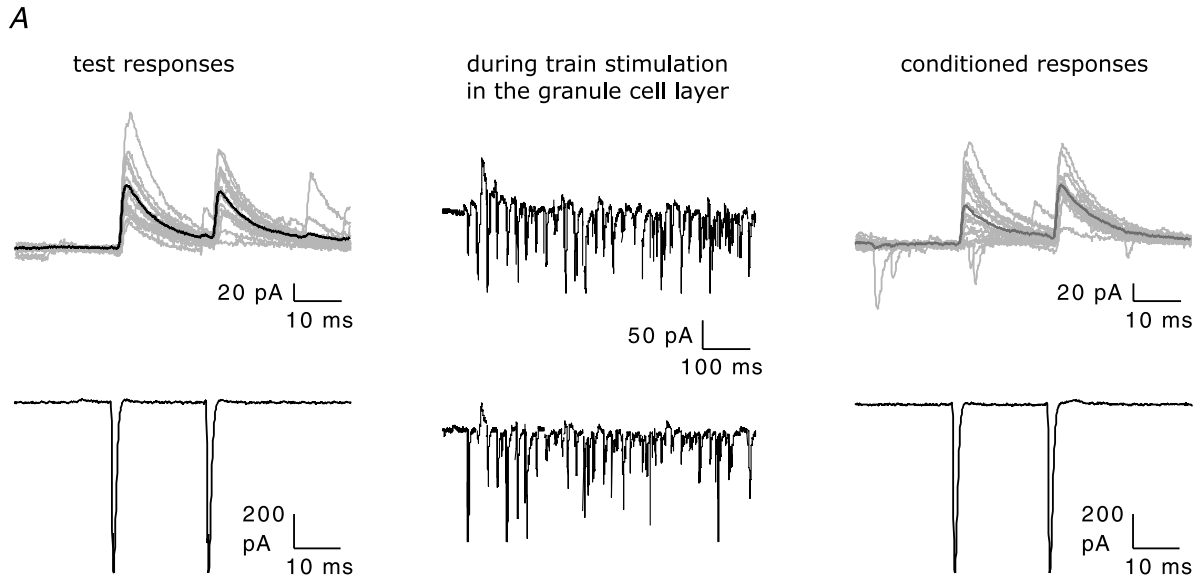 A
test responses
during train stimulation
in the granule cell layer
conditioned responses
20 pA
10 ms
50 pA
100 ms
20 pA
10 ms
200
pA
10 ms
200
pA
10 ms